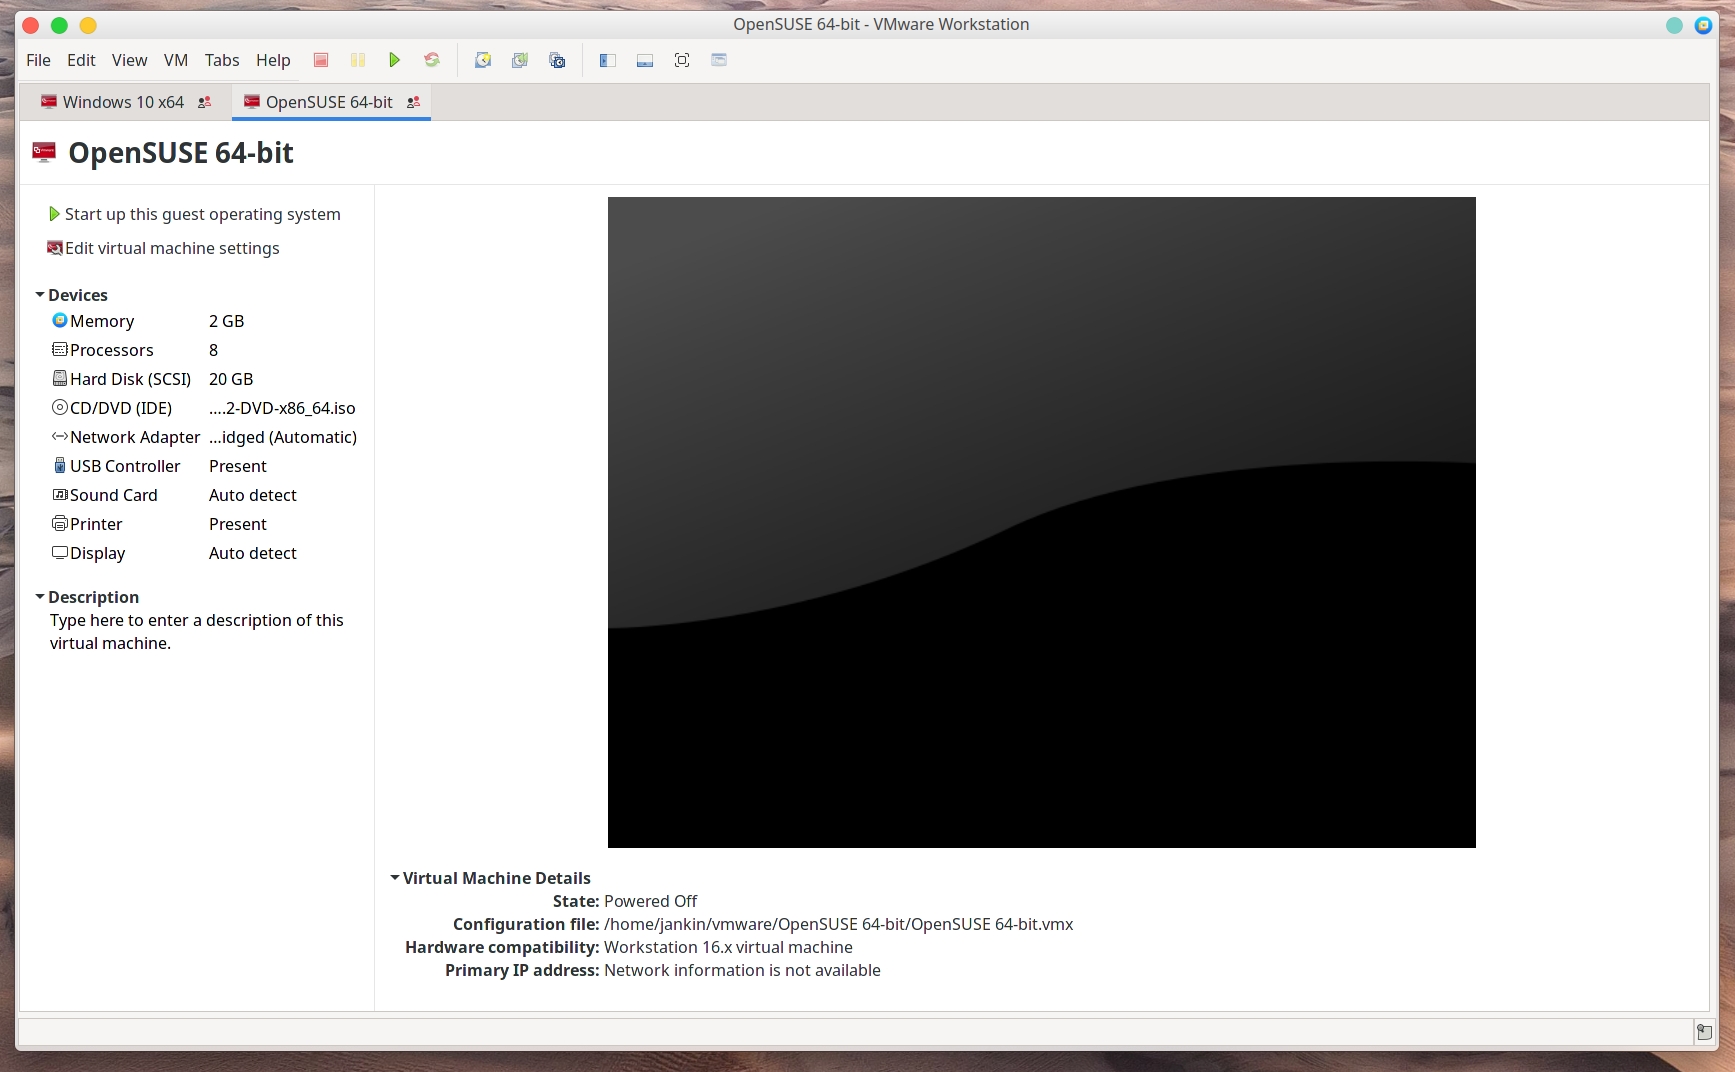 OpenSUSE 64-bit - VMware Workstation
File Edit View VM Tabs Help
Windows 10 x64 OpenSUSE 64-bit
OpenSUSE 64-bit
Start up this guest operating system
Edit virtual machine settings
Devices
Memory 2 GB
Processors 8
Hard Disk (SCSI) 20 GB
CD/DVD (IDE) ....2-DVD-x86_64.iso
Network Adapter ...idged (Automatic)
USB Controller Present
Sound Card Auto detect
Printer Present
Display Auto detect
Description
Type here to enter a description of this
virtual machine.
Virtual Machine Details
State: Powered Off
Configuration file: /home/jankin/vmware/OpenSUSE 64-bit/OpenSUSE 64-bit.vmx
Hardware compatibility: Workstation 16.x virtual machine
Primary IP address: Network information is not available